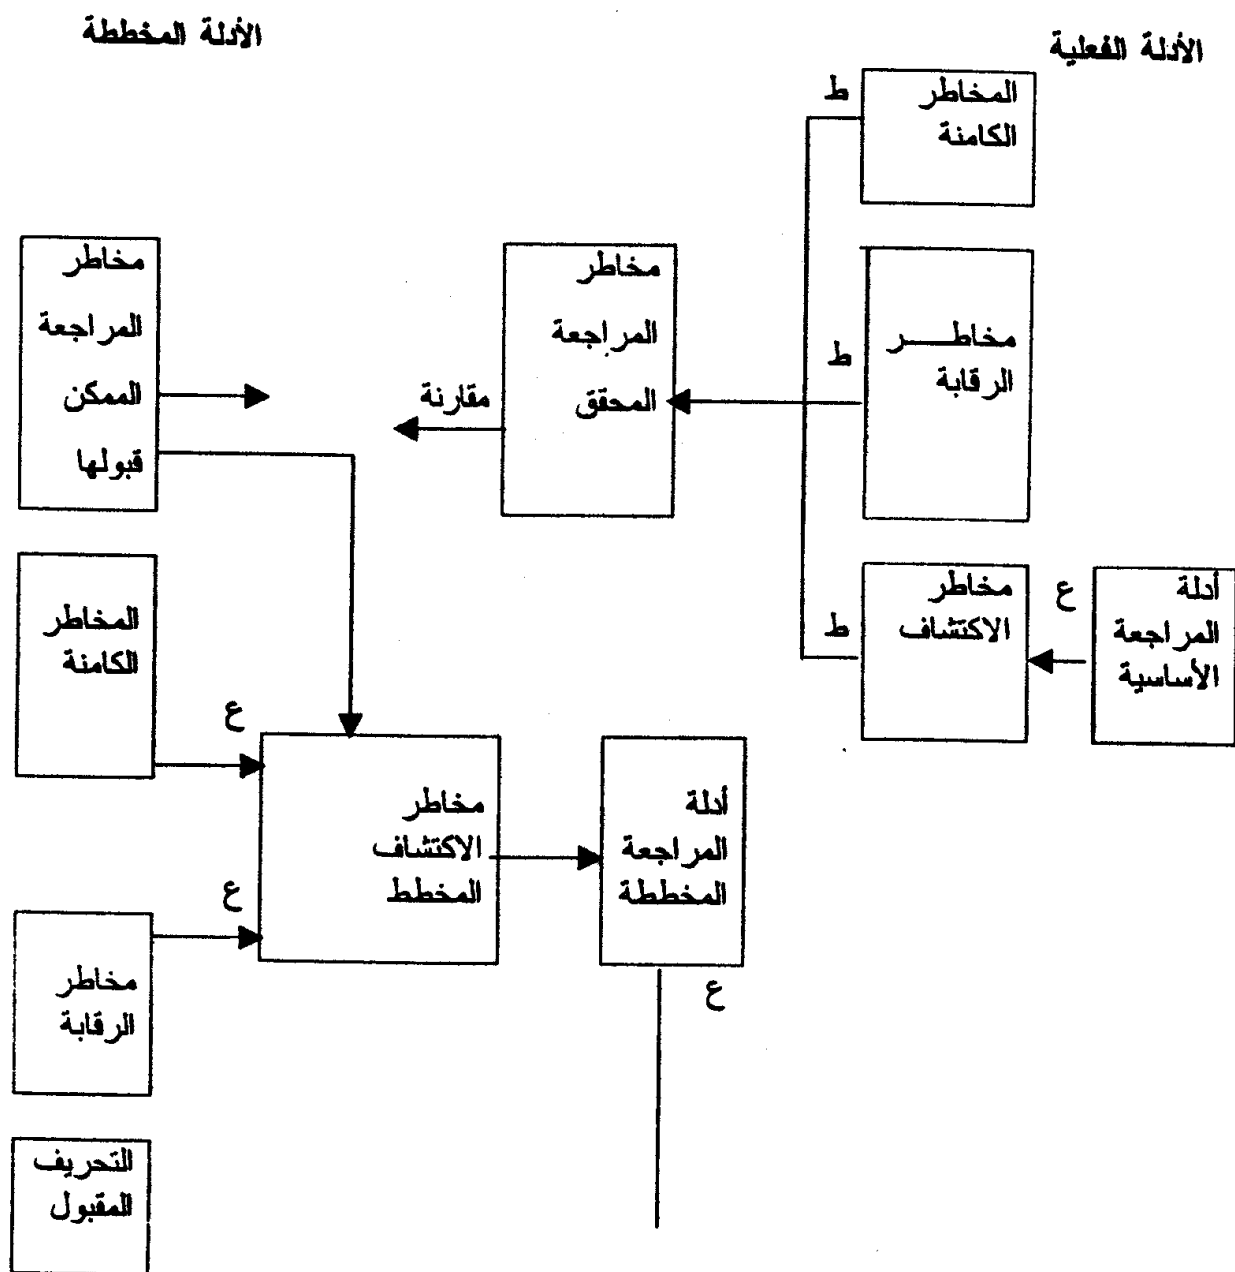 الأدلة الفعلية
الأدلة المخططة
المخاطر
الكامنة
ط
مخاطر
المراجعة
الممكن
قبولها
مخاطر
المراجعة
المحقق
مقارنة
مخاطـــر
الرقابة
ط
مخاطر
الاكتشاف
ط
ع
أدلة
المراجعة
الأساسية
المخاطر
الكامنة
ع
مخاطر
الاكتشاف
المخطط
أدلة
المراجعة
المخططة
ع
ع
مخاطر
الرقابة
التحريف
المقبول